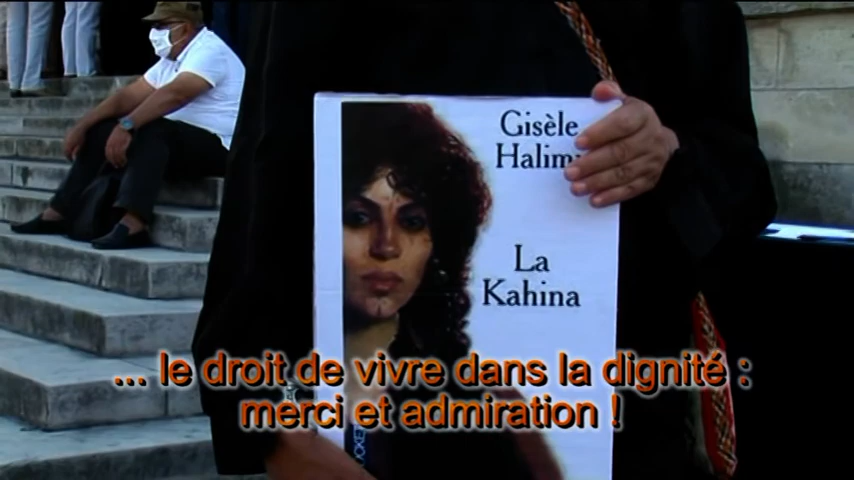 Gisèle
Halim
La
Kahina
... le droit de vivre dans la dignité :
merci et admiration !